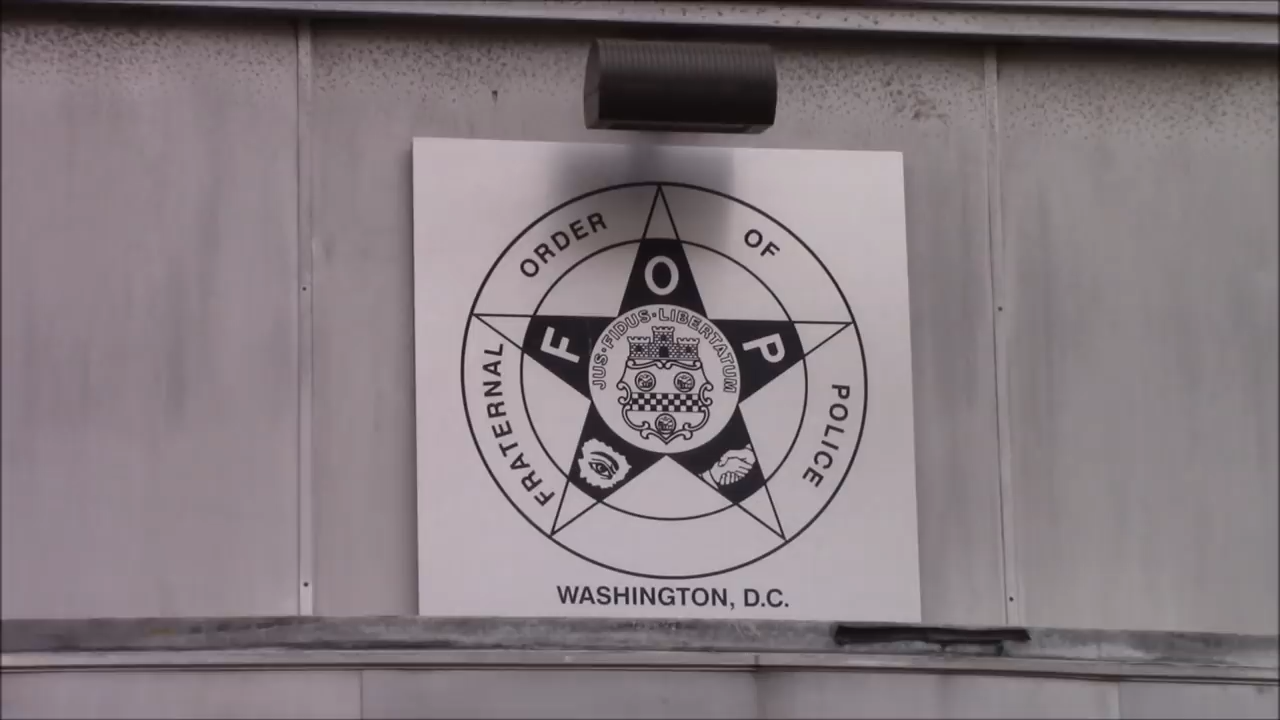 FRATERNAL ORDER OF POLICE
F O P
JUS·FIDUS·LIBERTATUM
WASHINGTON, D.C.